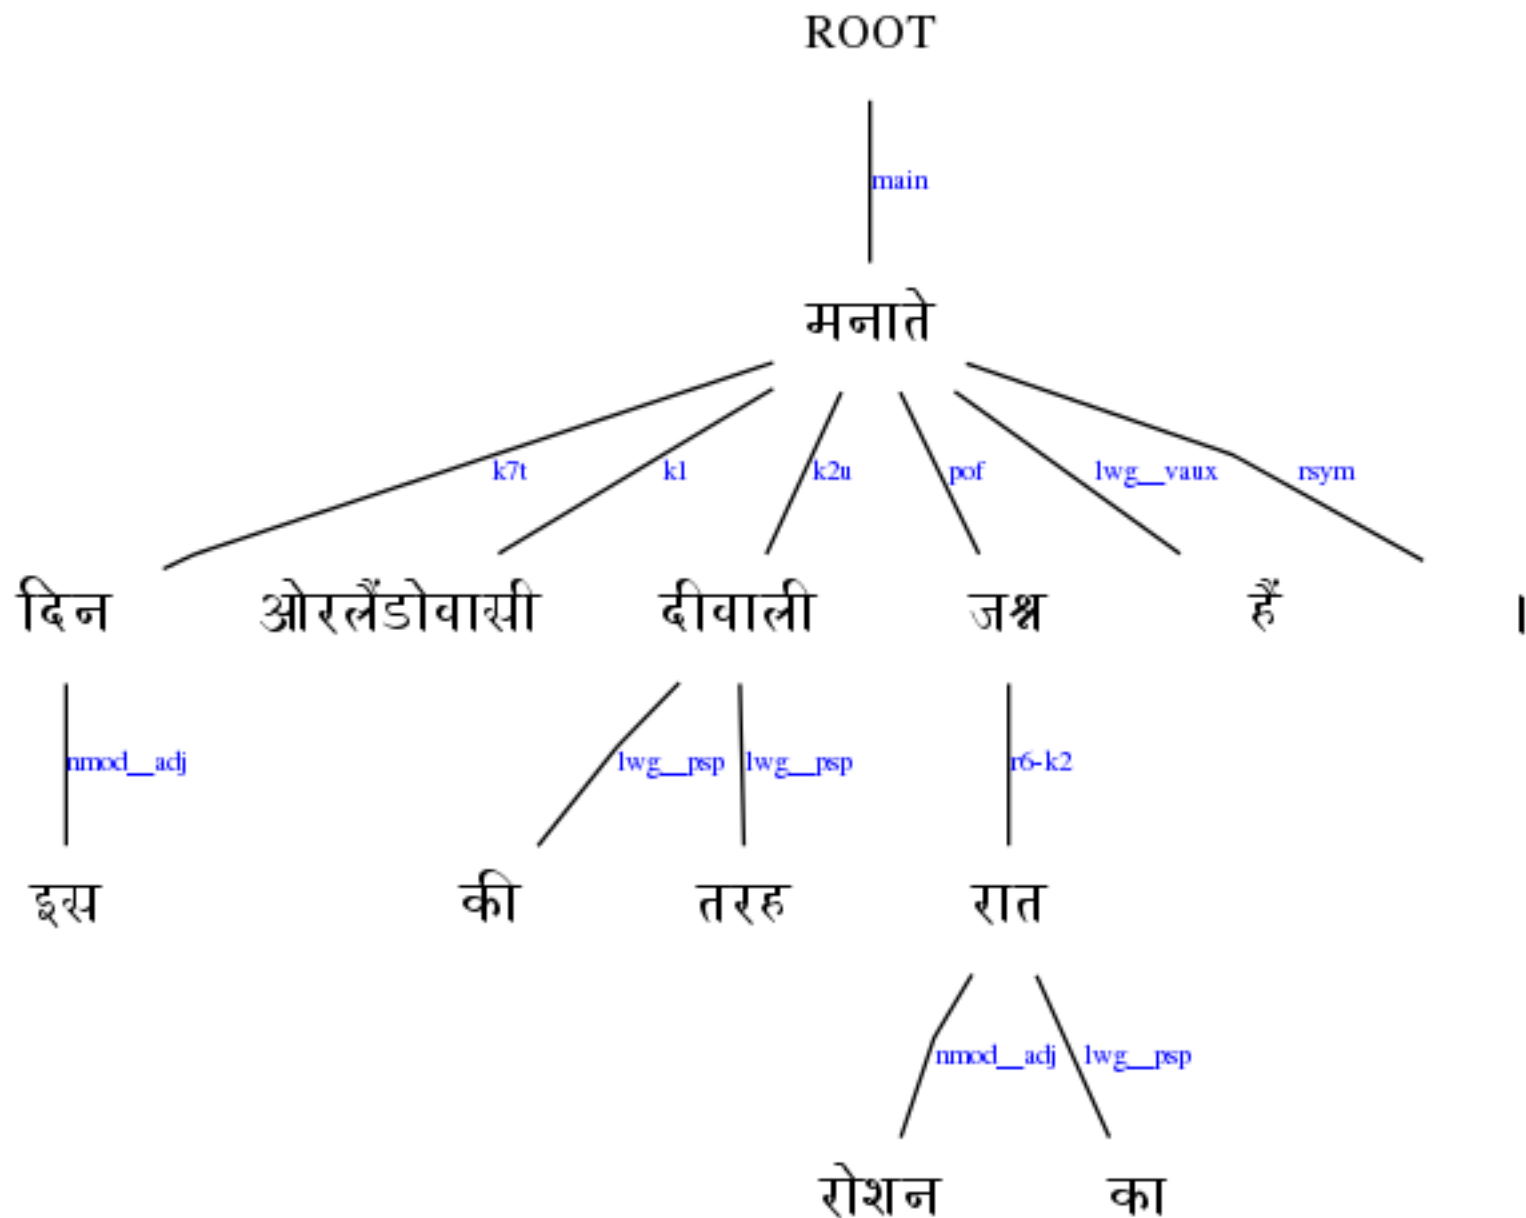 ROOT
main
मनाते
k7t k1 k2u pof lwg__vaux rsym
दिन ओरलैंडोवासी दीवाली जश्न हैं ।
nmod__adj lwg__psp lwg__psp r6-k2
इस की तरह रात
nmod__adj lwg__psp
रोशन का